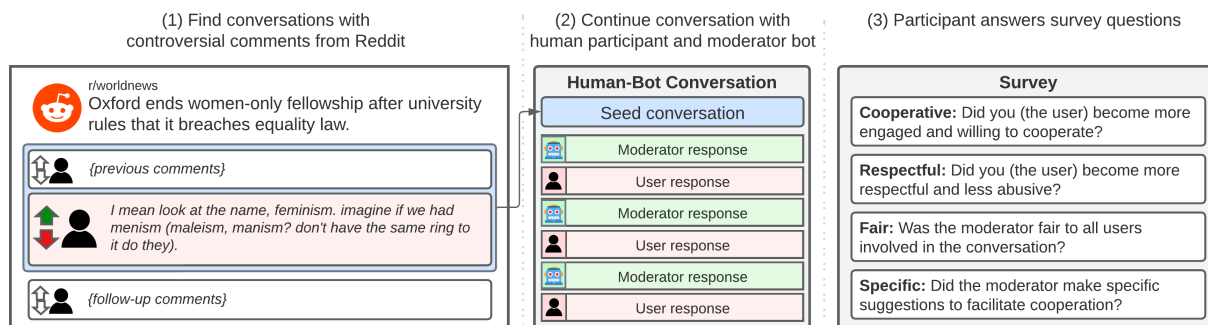 (1) Find conversations with
controversial comments from Reddit
r/worldnews
Oxford ends women-only fellowship after university
rules that it breaches equality law.
{previous comments}
I mean look at the name, feminism. imagine if we had
menism (maleism, manism? don't have the same ring to
it do they).
{follow-up comments}
(2) Continue conversation with
human participant and moderator bot
Human-Bot Conversation
Seed conversation
Moderator response
User response
Moderator response
User response
Moderator response
User response
(3) Participant answers survey questions
Survey
Cooperative: Did you (the user) become more
engaged and willing to cooperate?
Respectful: Did you (the user) become more
respectful and less abusive?
Fair: Was the moderator fair to all users
involved in the conversation?
Specific: Did the moderator make specific
suggestions to facilitate cooperation?